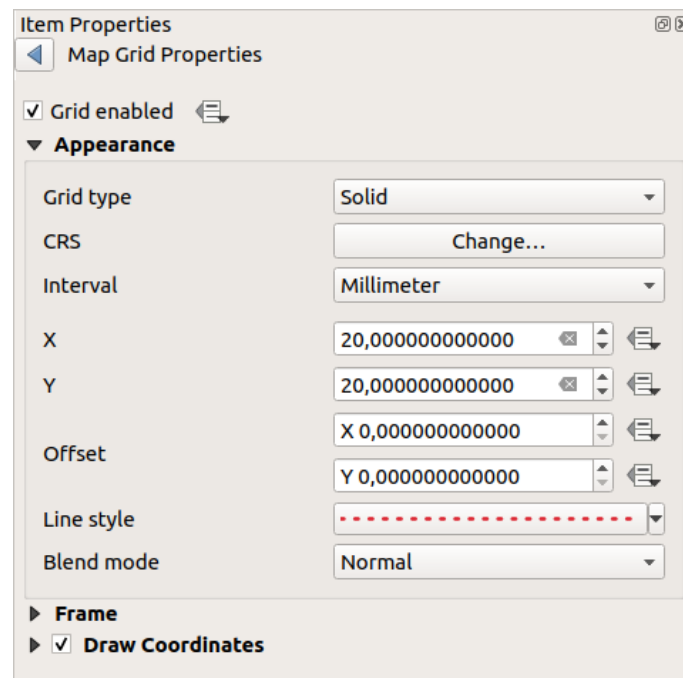 Item Properties
Map Grid Properties
Grid enabled
Appearance
Grid type Solid
CRS Change...
Interval Millimeter
X 20,000000000000
Y 20,000000000000
Offset X 0,000000000000
Y 0,000000000000
Line style
Blend mode Normal
Frame
Draw Coordinates